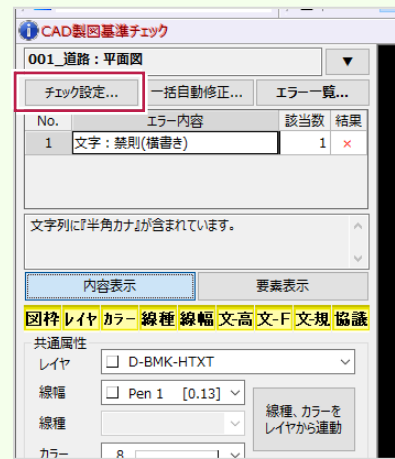 CAD製図基準チェック
001_道路：平面図 ▼
チェック設定... 一括自動修正... エラー一覧...
No. エラー内容 該当数 結果
1 文字：禁則(横書き) 1 ×
文字列に『半角カナ』が含まれています。
内容表示 要素表示
図枠 レイヤ カラー 線種 線幅 文-高 文-F 文-規 協議
共通属性
レイヤ D-BMK-HTXT
線幅 Pen 1 [0.13]
線種
線種、カラーを
レイヤから連動
カラー 8